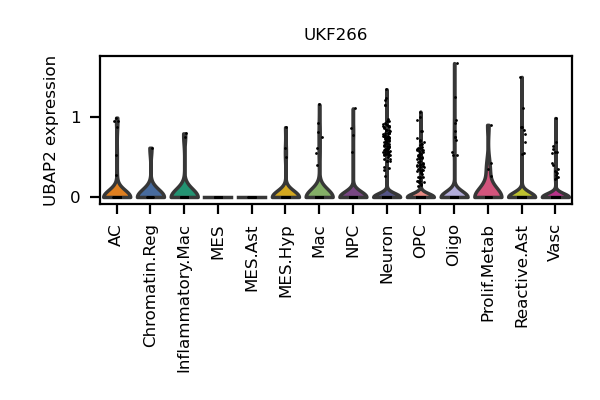 UKF266
UBAP2 expression
1
0
AC
Chromatin.Reg
Inflammatory.Mac
MES
MES.Ast
MES.Hyp
Mac
NPC
Neuron
OPC
Oligo
Prolif.Metab
Reactive.Ast
Vasc